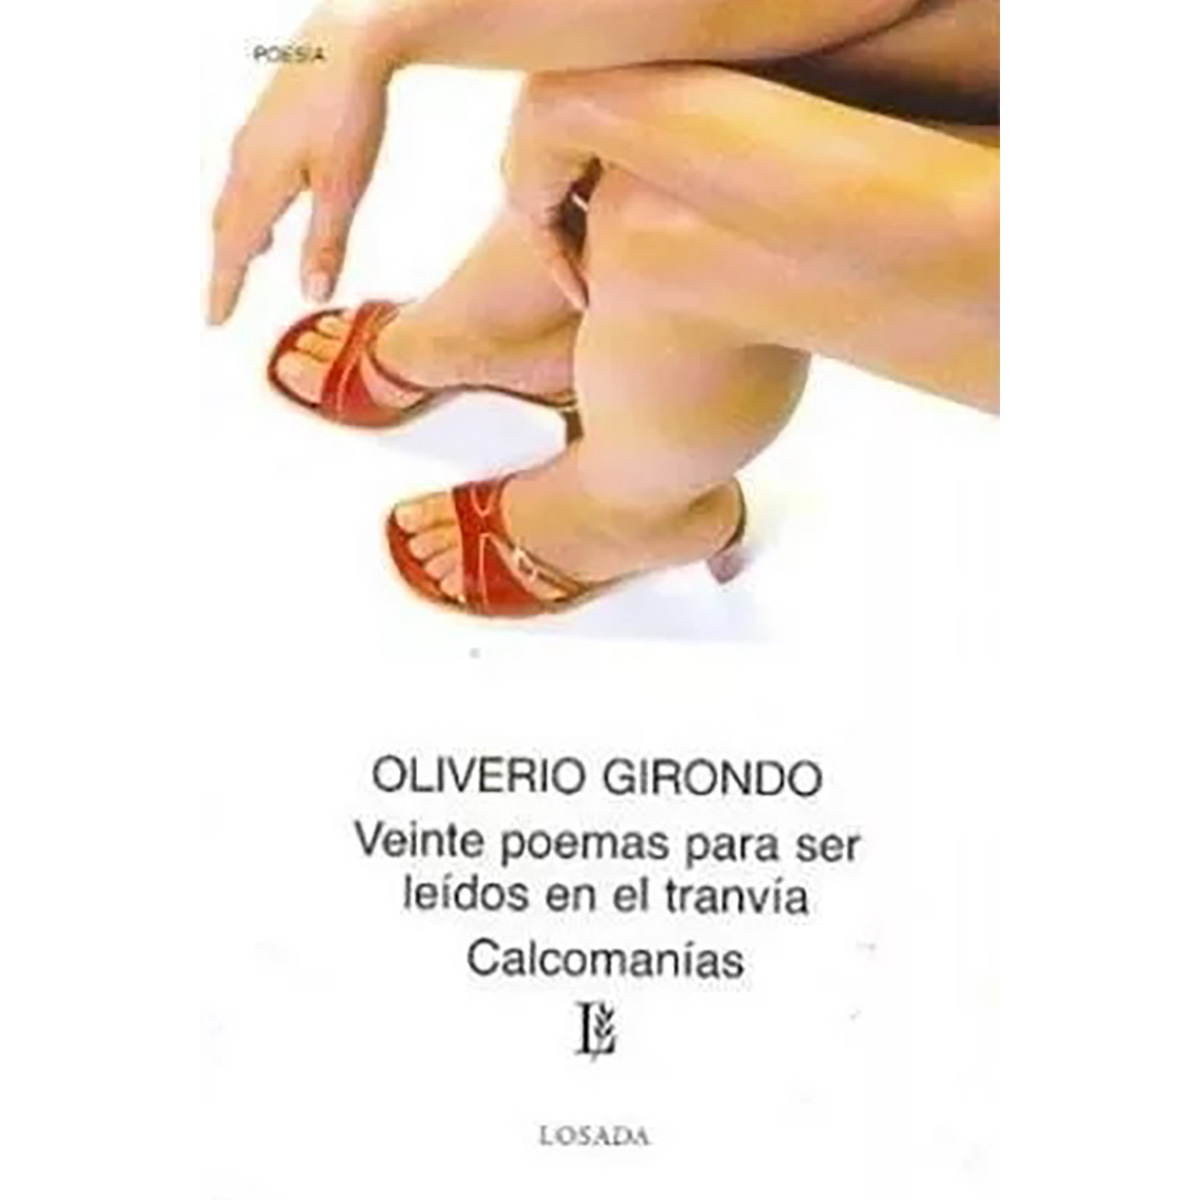 POESÍA
OLIVERIO GIRONDO
Veinte poemas para ser
leídos en el tranvía
Calcomanías
L
LOSADA